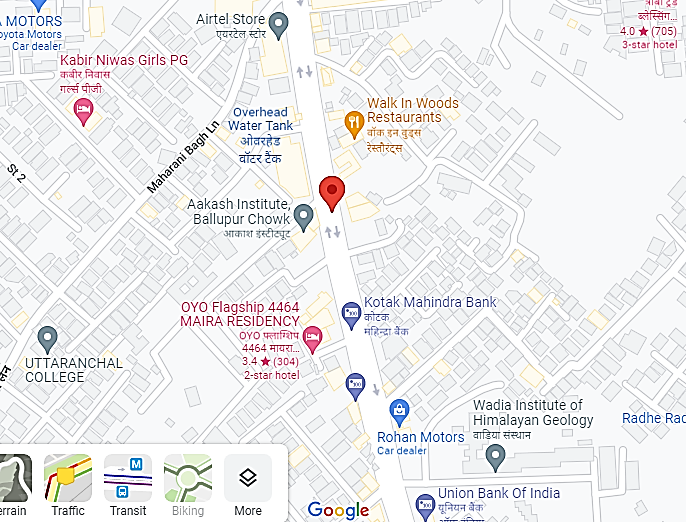 Airtel Store
एयरटेल स्टोर
MOTORS
oyota Motors
Car dealer
4.0 ★ (705)
3-star hotel
Kabir Niwas Girls PG
कबीर निवास
गर्ल्स पीजी
Walk In Woods
Restaurants
वॉक इन वुड्स
रेस्तौरंट्स
Overhead
Water Tank
ओवरहेड
वॉटर टैंक
Maharani Bagh Ln
St 2
Aakash Institute,
Ballupur Chowk
आकाश इंस्टीट्यूट
OYO Flagship 4464
MAIRA RESIDENCY
OYO फ्लागशिप
4464 मायरा...
3.4 ★ (304)
2-star hotel
Kotak Mahindra Bank
कोटक
महिन्द्रा बैंक
UTTARANCHAL
COLLEGE
Wadia Institute of
Himalayan Geology
वाडिया संस्थान
Radhe Rad
Rohan Motors
Car dealer
Union Bank Of India
यूनियन बैंक
errain
Traffic
M
Transit
Biking
More
Google